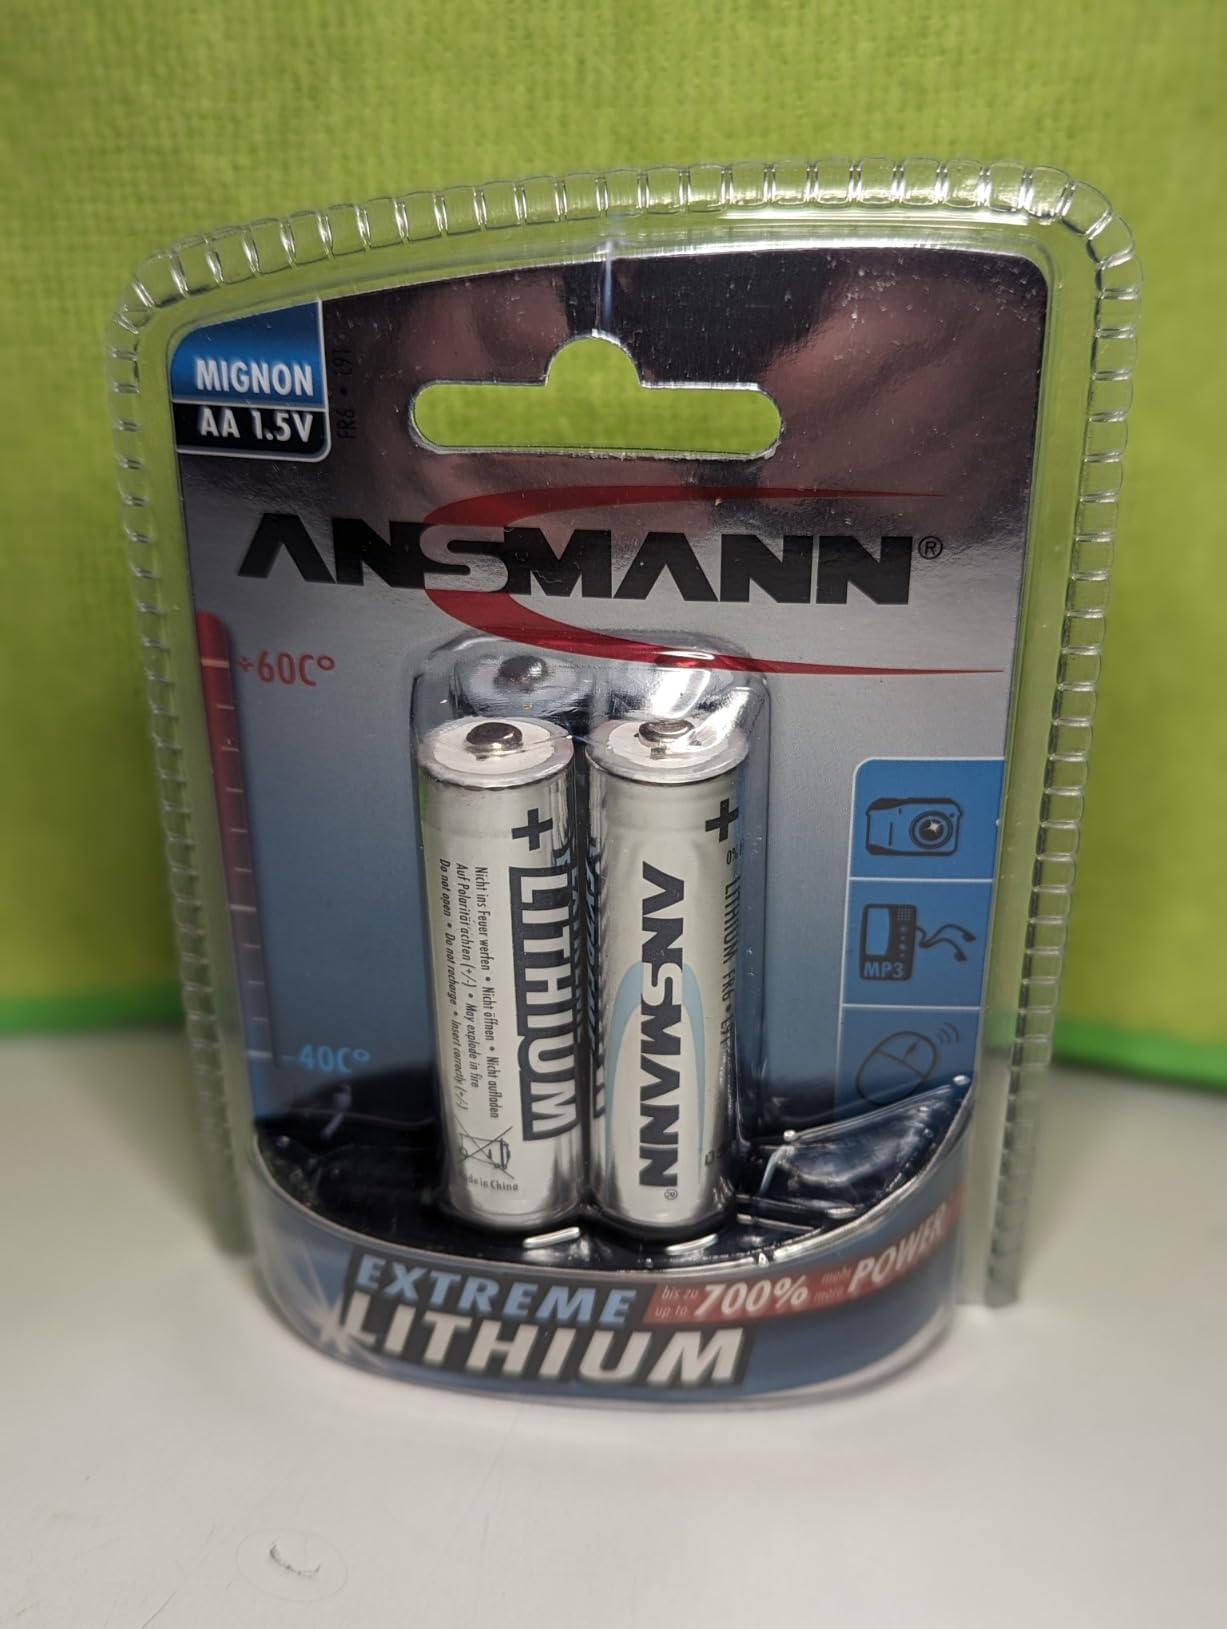 MIGNON
AA 1.5V
FR6 • L91
ANSMANN®
+60C°
-40C°
MP3
+
LITHIUM
Nicht ins Feuer werfen • Nicht öffnen • Nicht aufladen
Auf Polarität achten (+/-) • May explode in fire
Do not open • Do not recharge • Insert correctly (+/-)
in China
+
ANSMANN®
0%
LITHIUM FR6
EXTREME
LITHIUM
bis zu
up to
700%
mehr
more
POWER